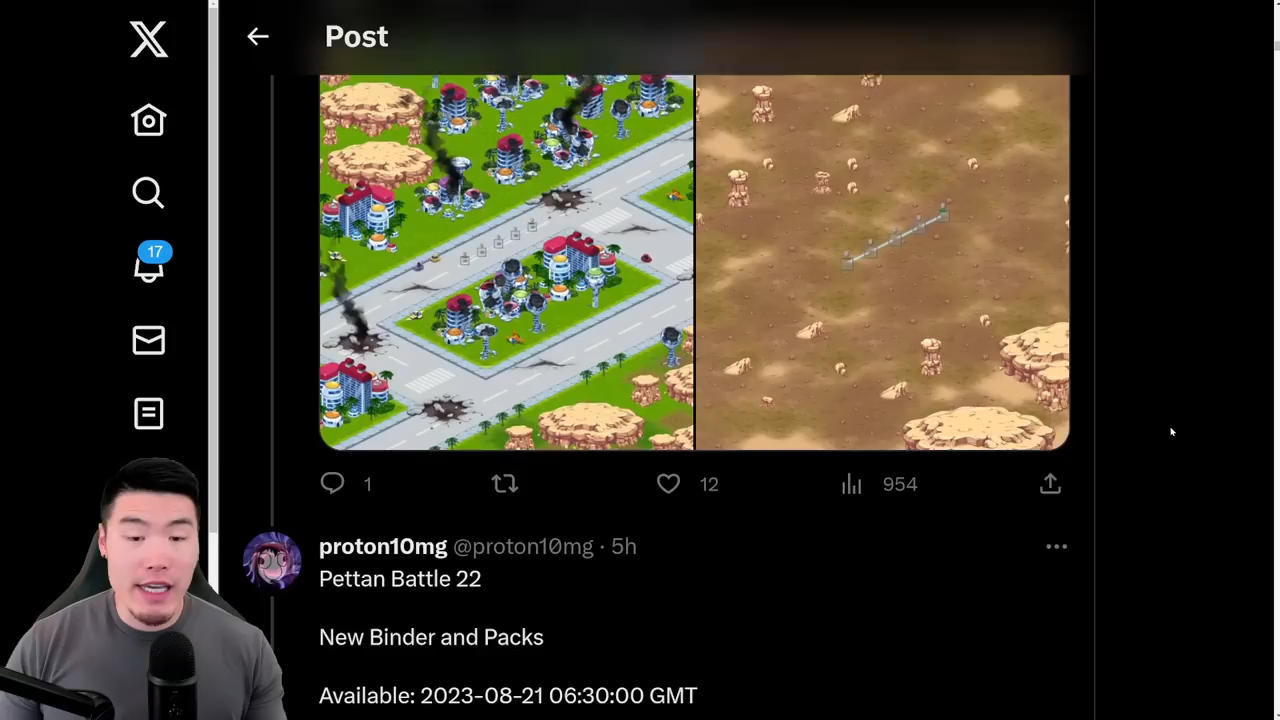 Post
17
1
12
954
proton10mg @proton10mg · 5h
Pettan Battle 22
New Binder and Packs
Available: 2023-08-21 06:30:00 GMT